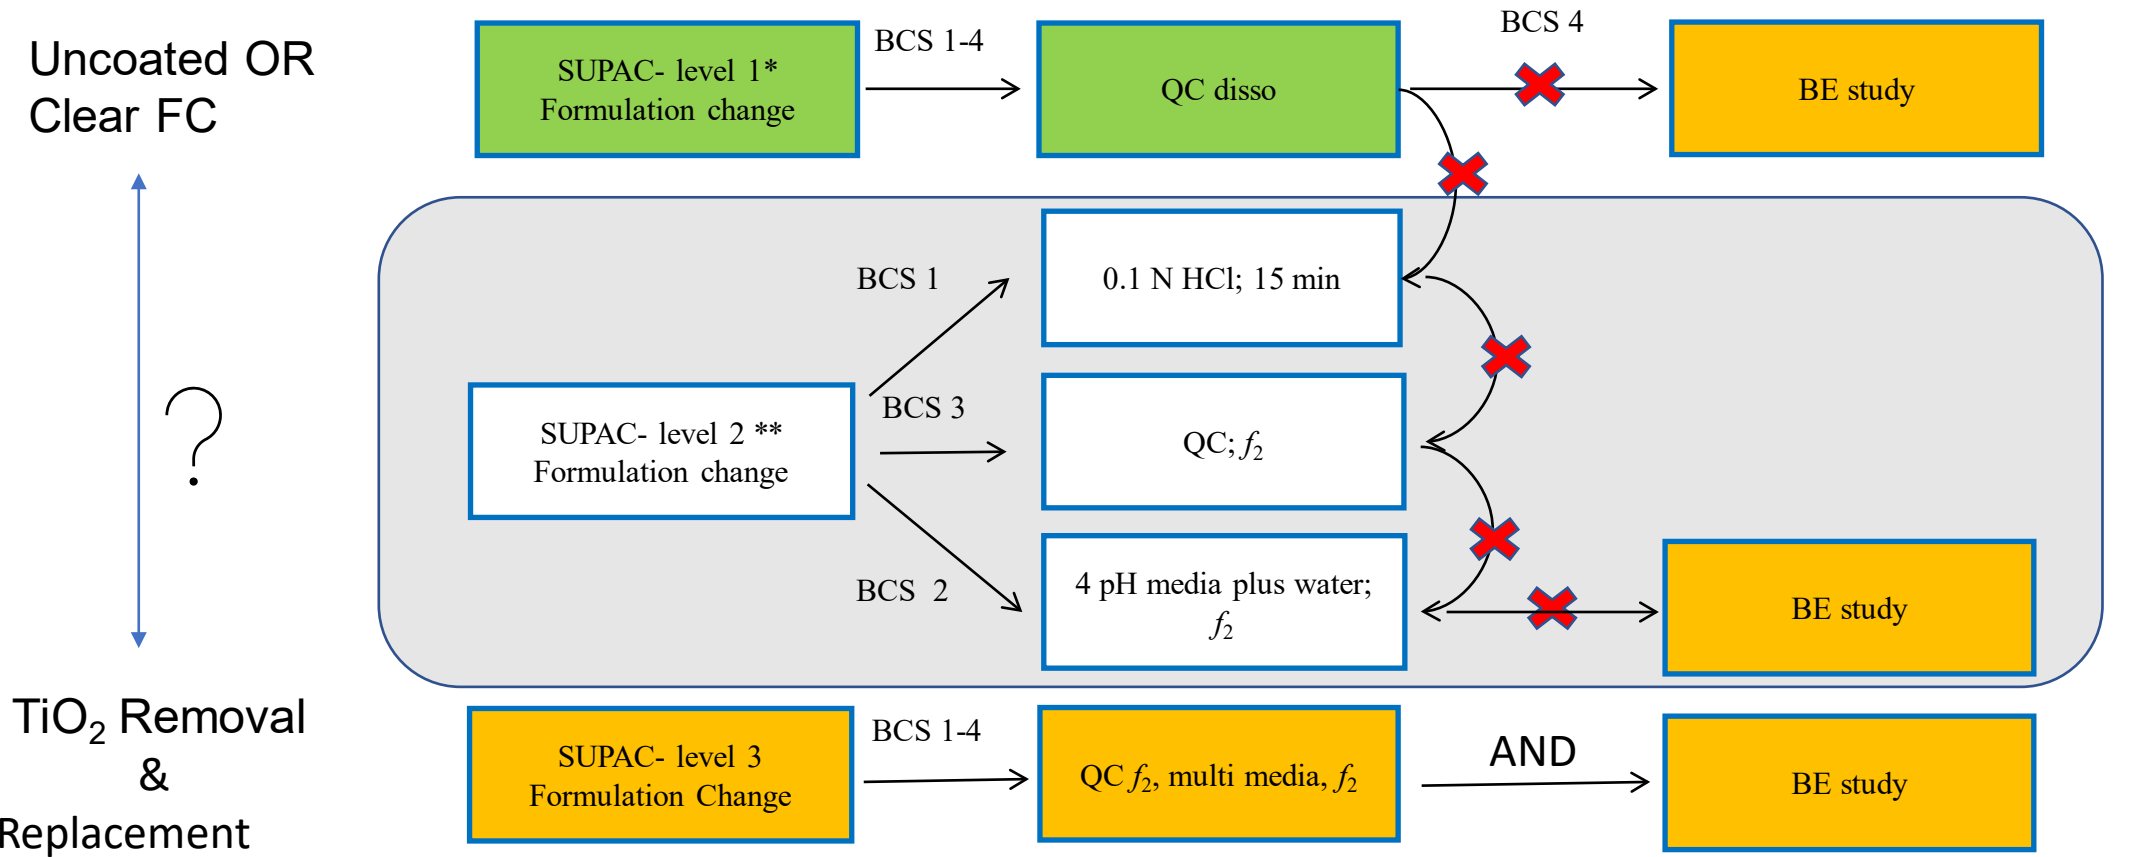 Uncoated OR
Clear FC
SUPAC- level 1*
Formulation change
BCS 1-4
QC disso
BCS 4
BE study
BCS 1
0.1 N HCl; 15 min
?
SUPAC- level 2 **
Formulation change
BCS 3
QC; f2
BCS 2
4 pH media plus water;
f2
BE study
TiO2 Removal
&
Replacement
SUPAC- level 3
Formulation Change
BCS 1-4
QC f2, multi media, f2
AND
BE study